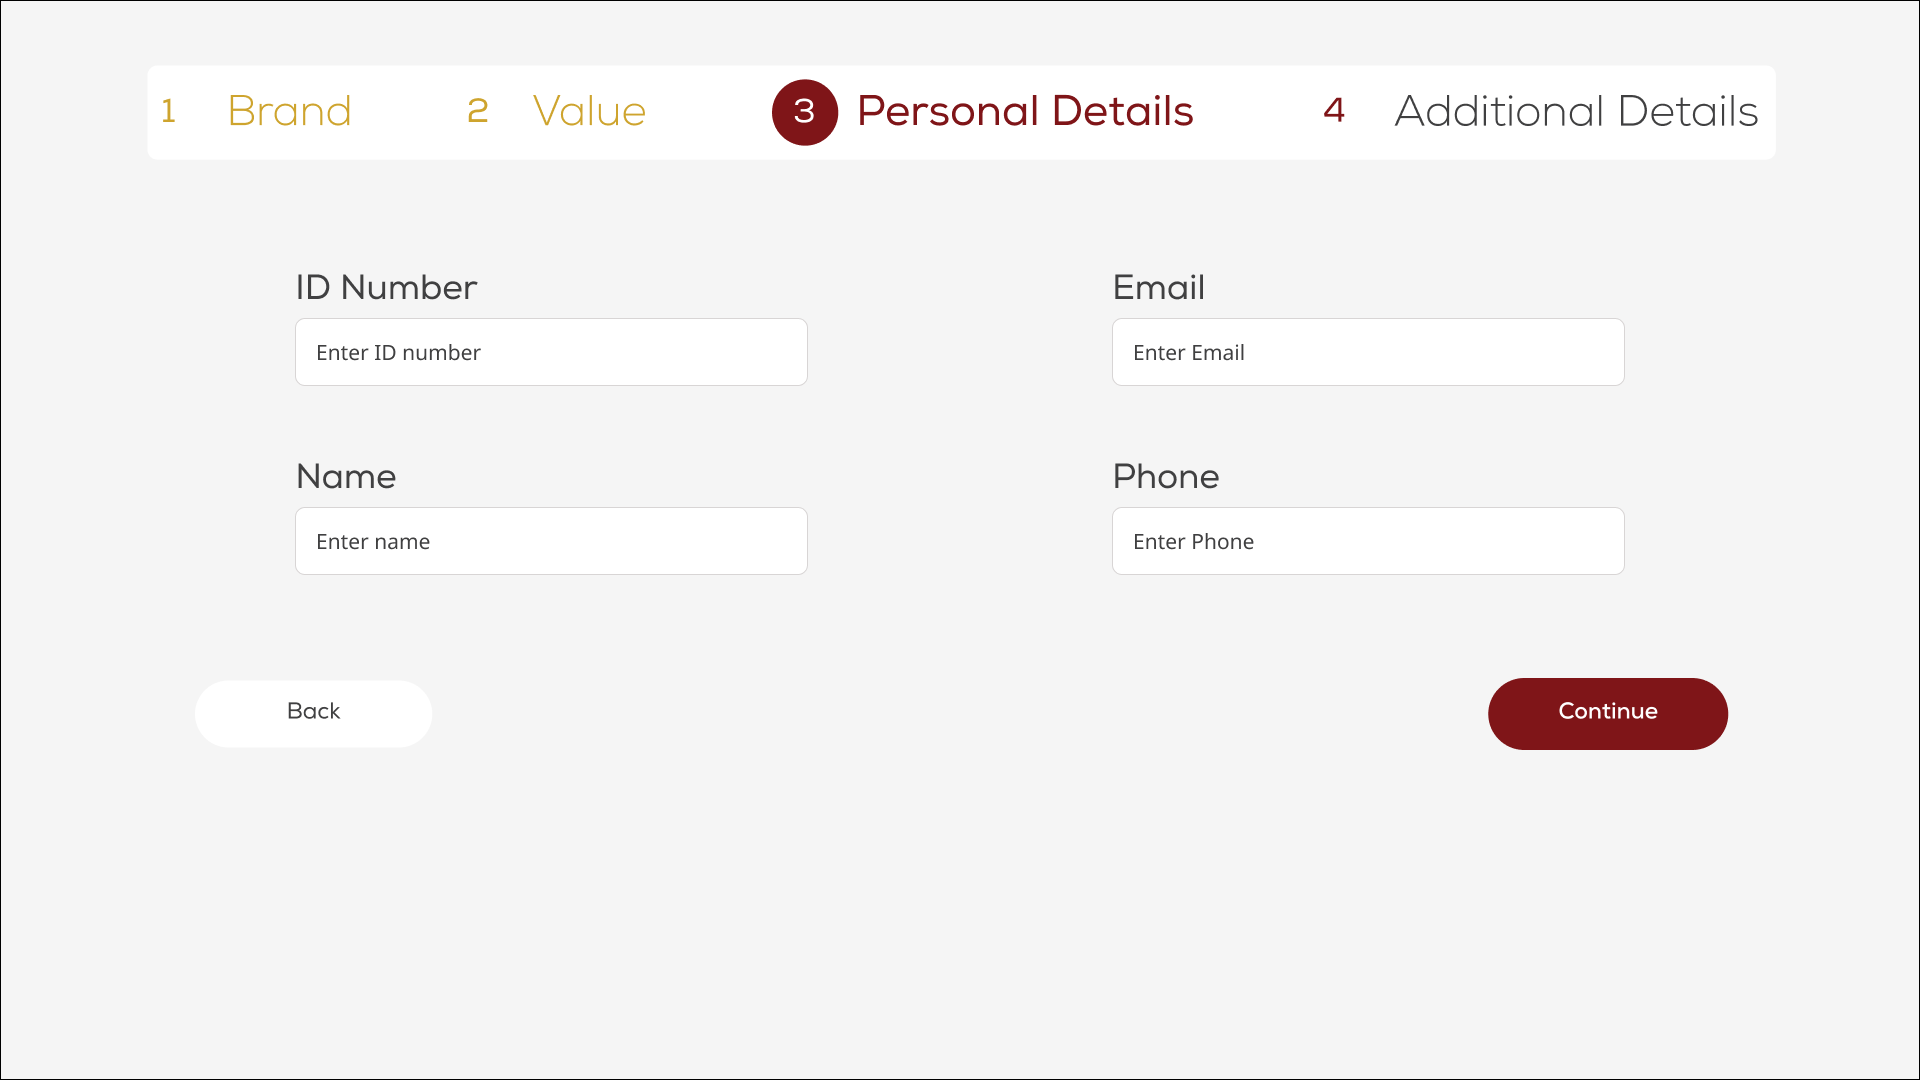 1 Brand 2 Value 3 Personal Details 4 Additional Details
ID Number
Enter ID number
Email
Enter Email
Name
Enter name
Phone
Enter Phone
Back
Continue